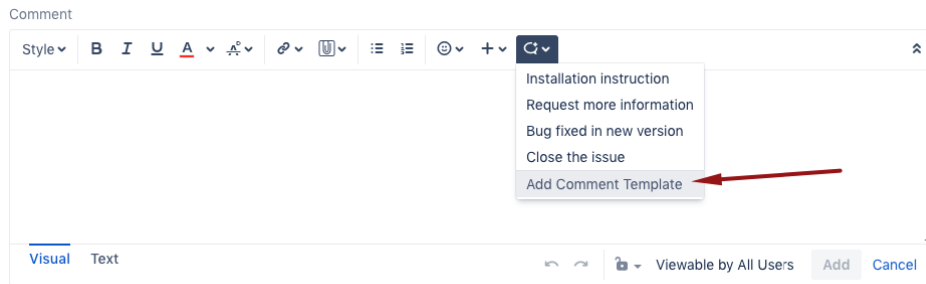 Comment
Style B I U A
Installation instruction
Request more information
Bug fixed in new version
Close the issue
Add Comment Template
Visual Text
Viewable by All Users Add Cancel